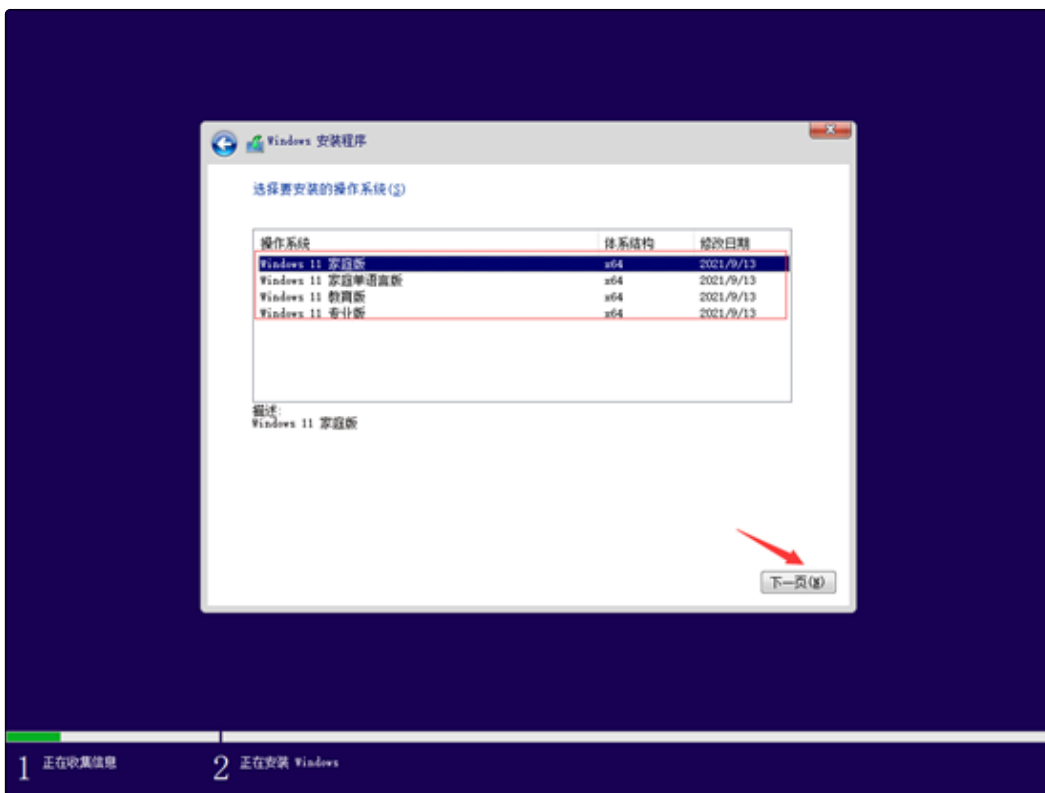 Windows 安装程序
选择要安装的操作系统(S)
操作系统 体系结构 修改日期
Windows 11 家庭版 x64 2021/9/13
Windows 11 家庭单语言版 x64 2021/9/13
Windows 11 教育版 x64 2021/9/13
Windows 11 专业版 x64 2021/9/13
描述:
Windows 11 家庭版
下一页(N)
1 正在收集信息 2 正在安装 Windows